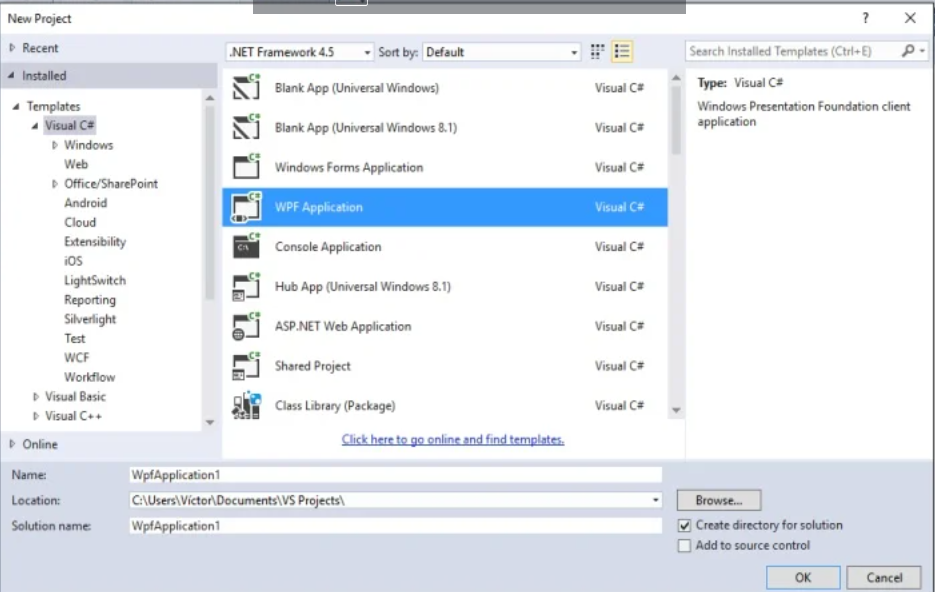 New Project
? 
Recent
.NET Framework 4.5 Sort by: Default
Search Installed Templates (Ctrl+E)
Installed
Templates
Visual C#
Windows
Web
Office/SharePoint
Android
Cloud
Extensibility
iOS
LightSwitch
Reporting
Silverlight
Test
WCF
Workflow
Visual Basic
Visual C++
Online
Blank App (Universal Windows) Visual C#
Blank App (Universal Windows 8.1) Visual C#
Windows Forms Application Visual C#
WPF Application Visual C#
Console Application Visual C#
Hub App (Universal Windows 8.1) Visual C#
ASP.NET Web Application Visual C#
Shared Project Visual C#
Class Library (Package) Visual C#
Click here to go online and find templates.
Type: Visual C#
Windows Presentation Foundation client
application
Name: WpfApplication1
Location: C:\Users\Víctor\Documents\VS Projects\ Browse...
Solution name: WpfApplication1
Create directory for solution
Add to source control
OK Cancel